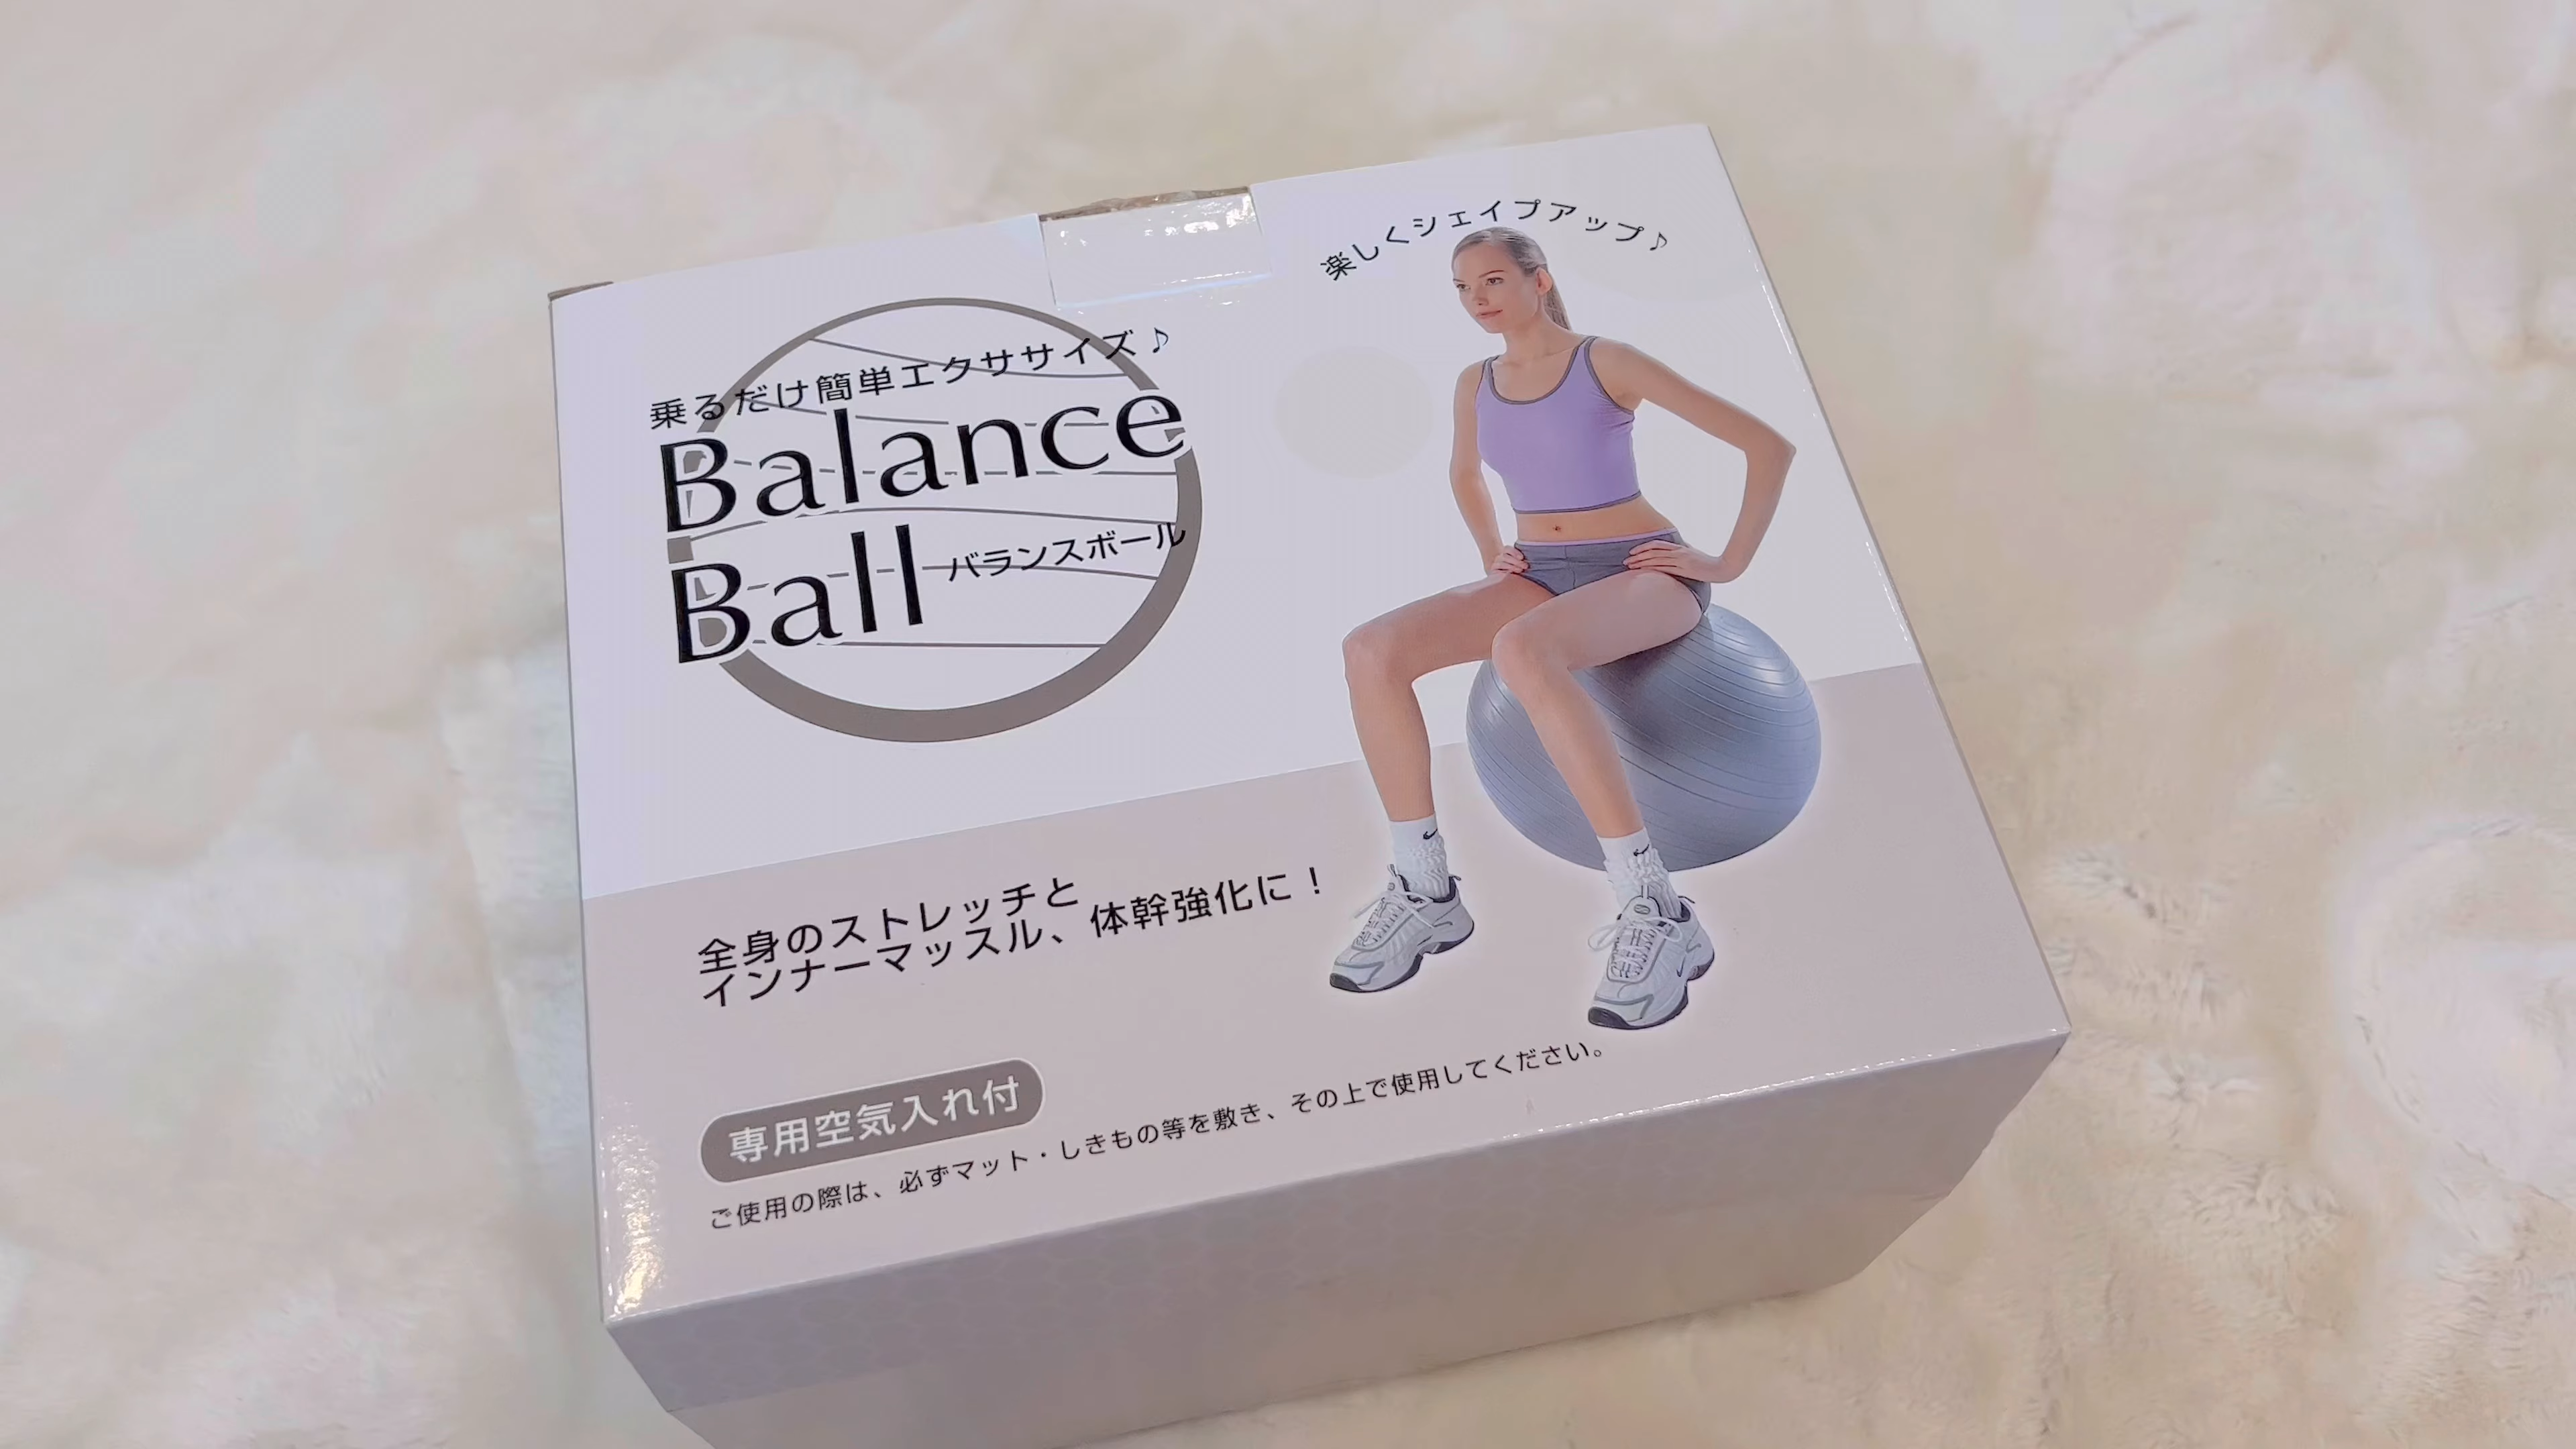 乗るだけ簡単エクササイズ♪
Balance
Ball バランスボール
楽しくシェイプアップ♪
全身のストレッチと
インナーマッスル、体幹強化に！
専用空気入れ付
ご使用の際は、必ずマット・しきもの等を敷き、その上で使用してください。